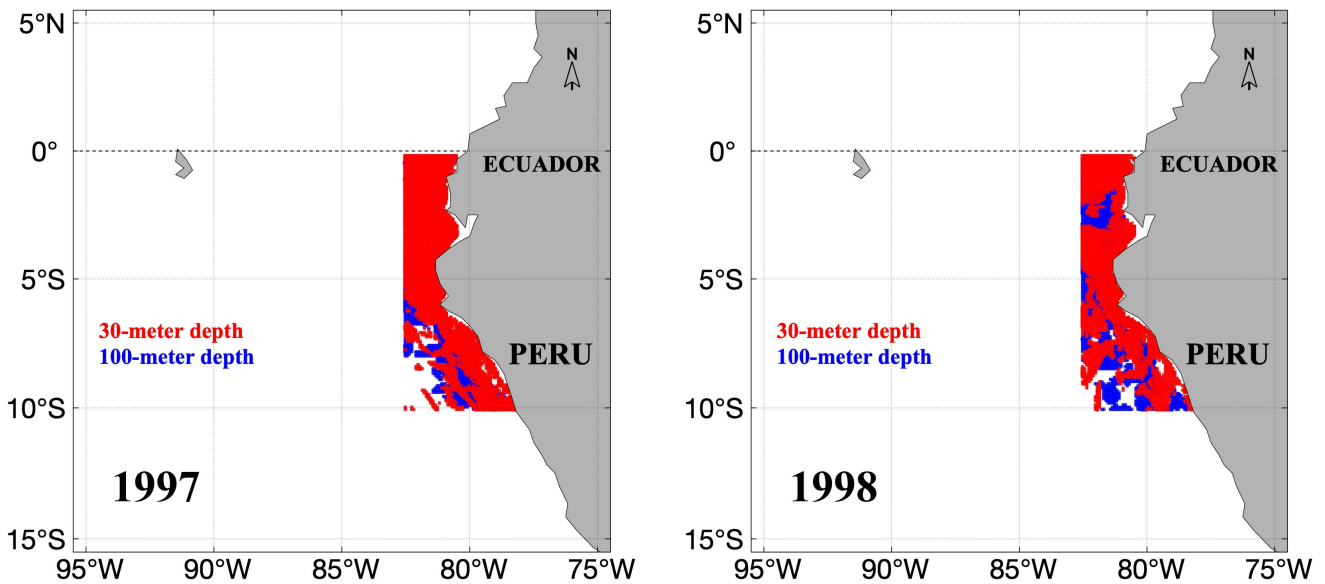 5°N
N
0°
ECUADOR
5°S
30-meter depth
100-meter depth
PERU
10°S
1997
15°S
95°W 90°W 85°W 80°W 75°W
5°N
N
0°
ECUADOR
5°S
30-meter depth
100-meter depth
PERU
10°S
1998
15°S
95°W 90°W 85°W 80°W 75°W